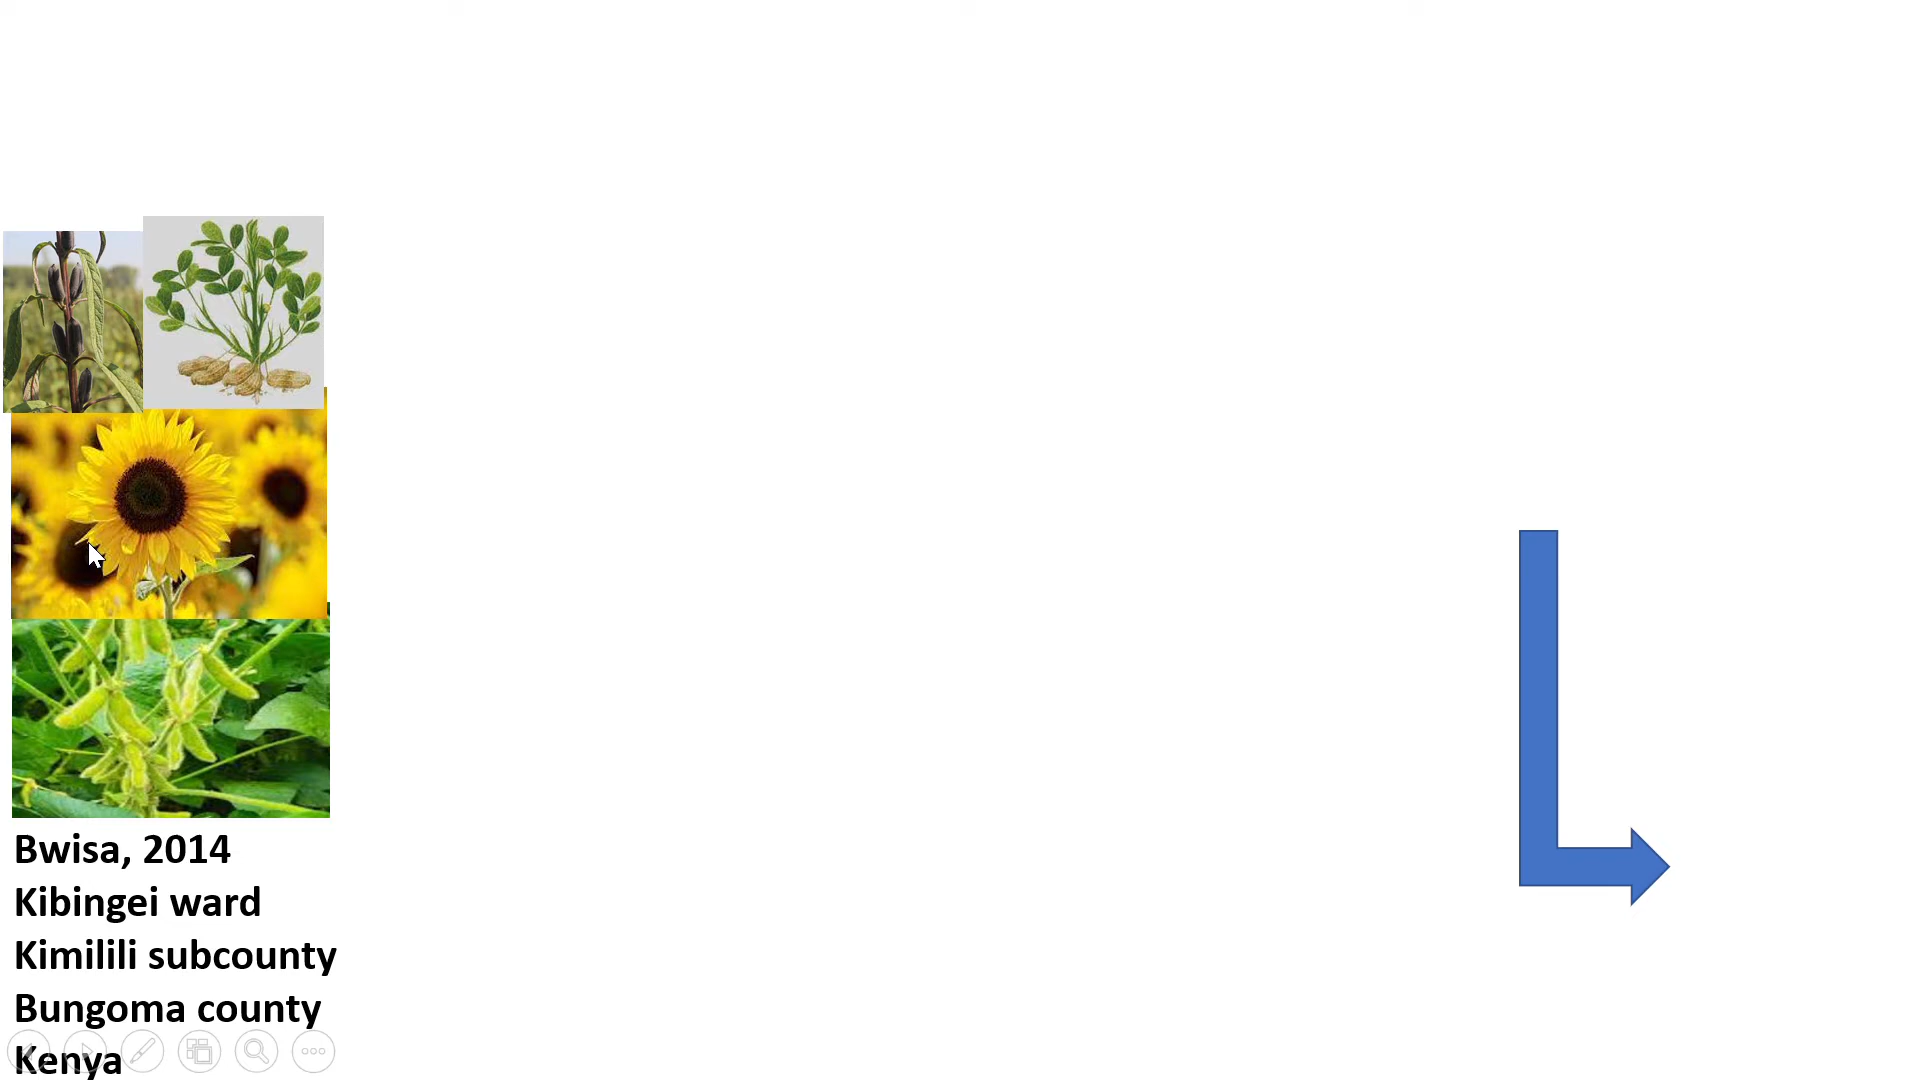 Bwisa, 2014
Kibingei ward
Kimilili subcounty
Bungoma county
Kenya